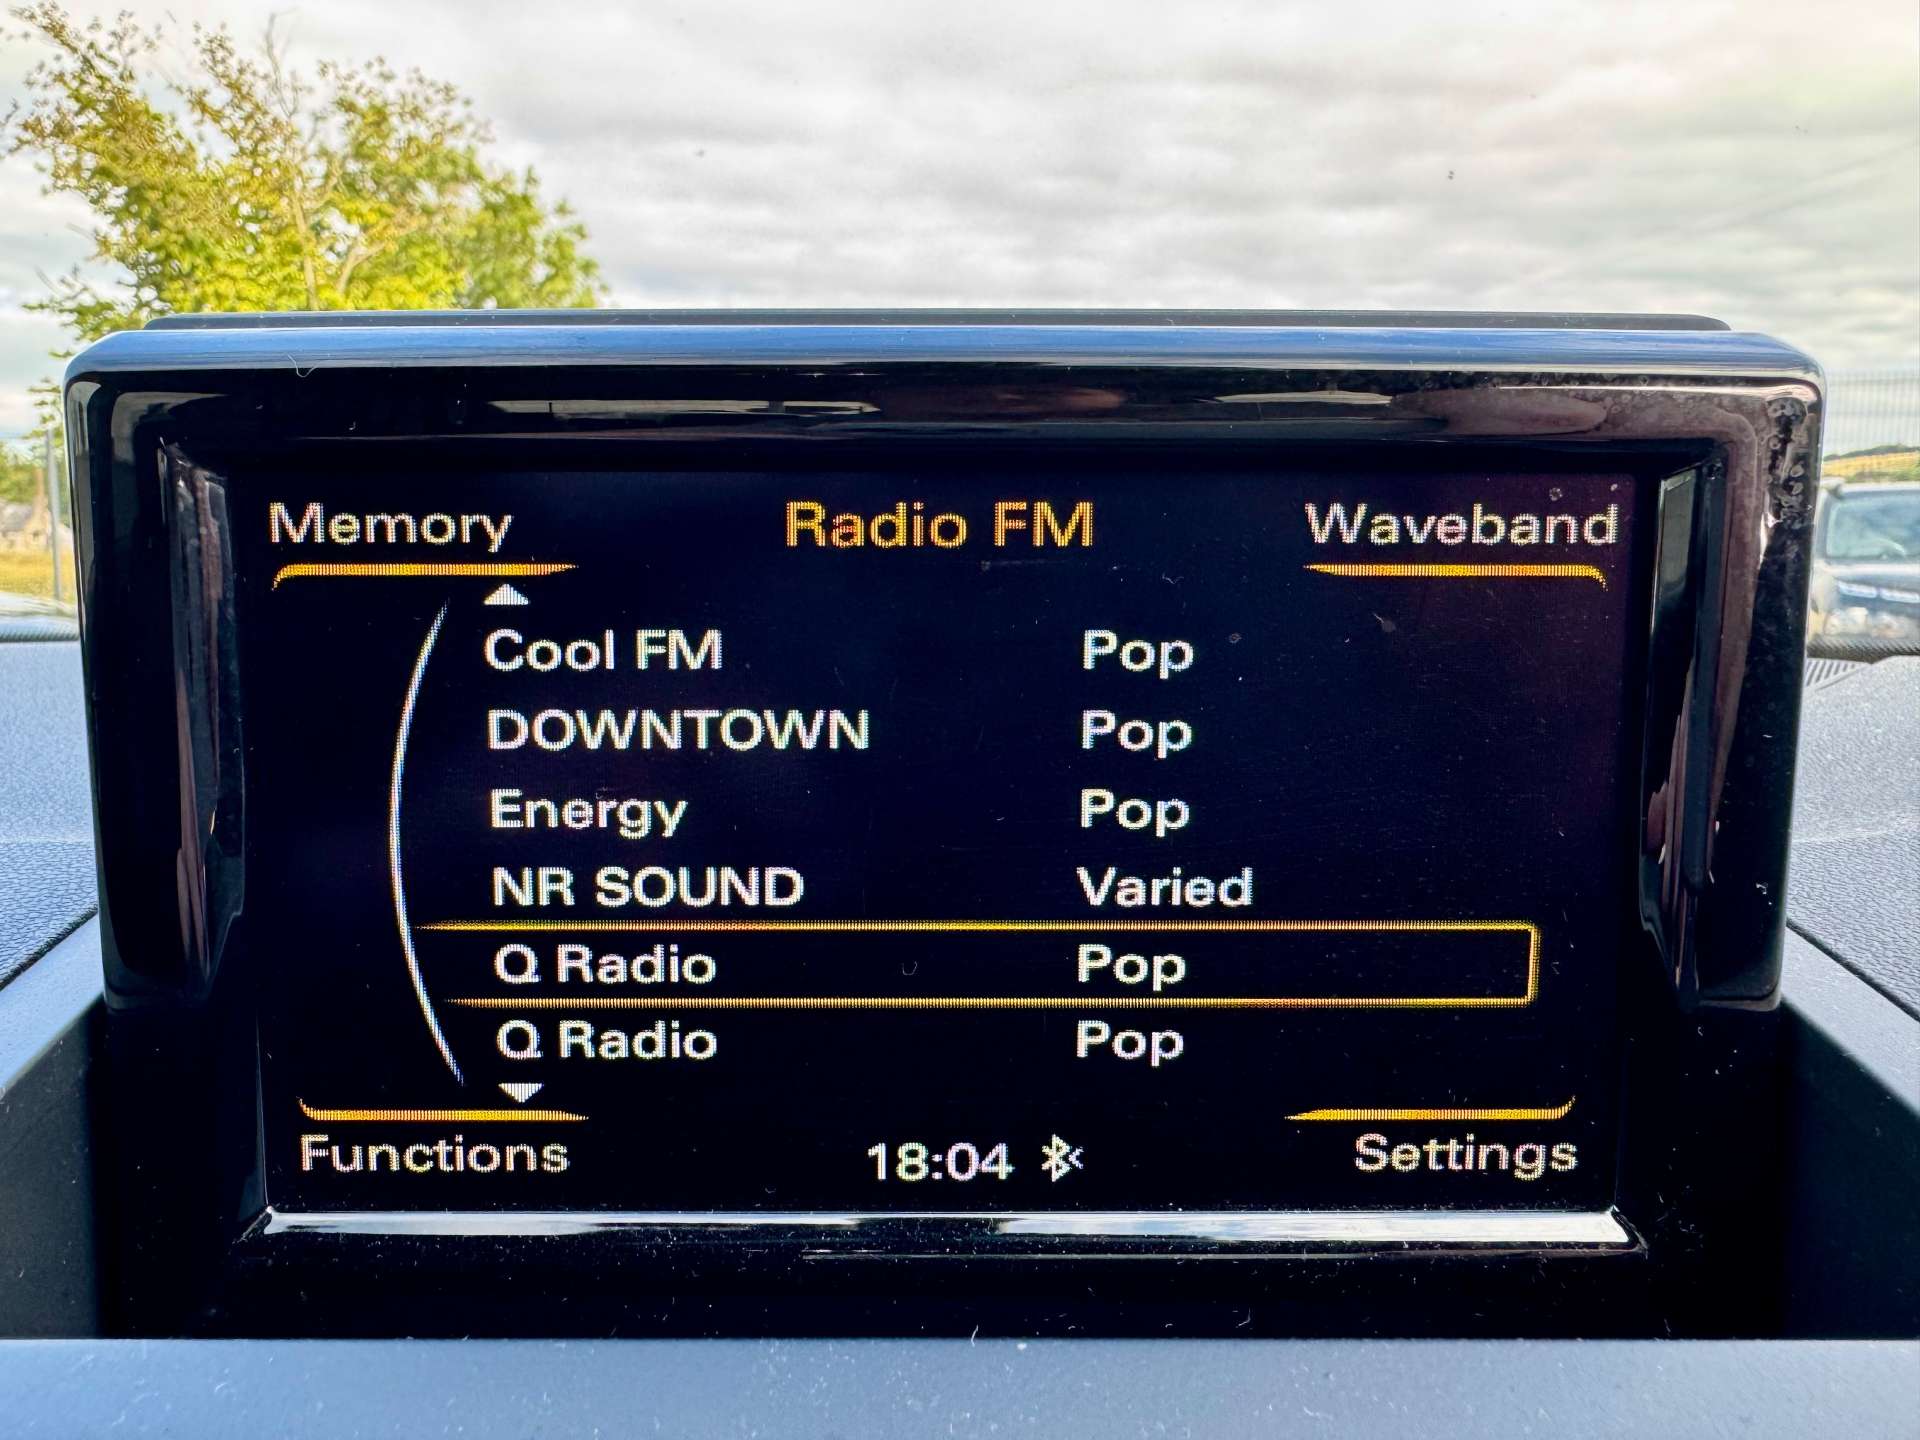 Memory Radio FM Waveband
Cool FM Pop
DOWNTOWN Pop
Energy Pop
NR SOUND Varied
Q Radio Pop
Q Radio Pop
Functions 18:04 Settings